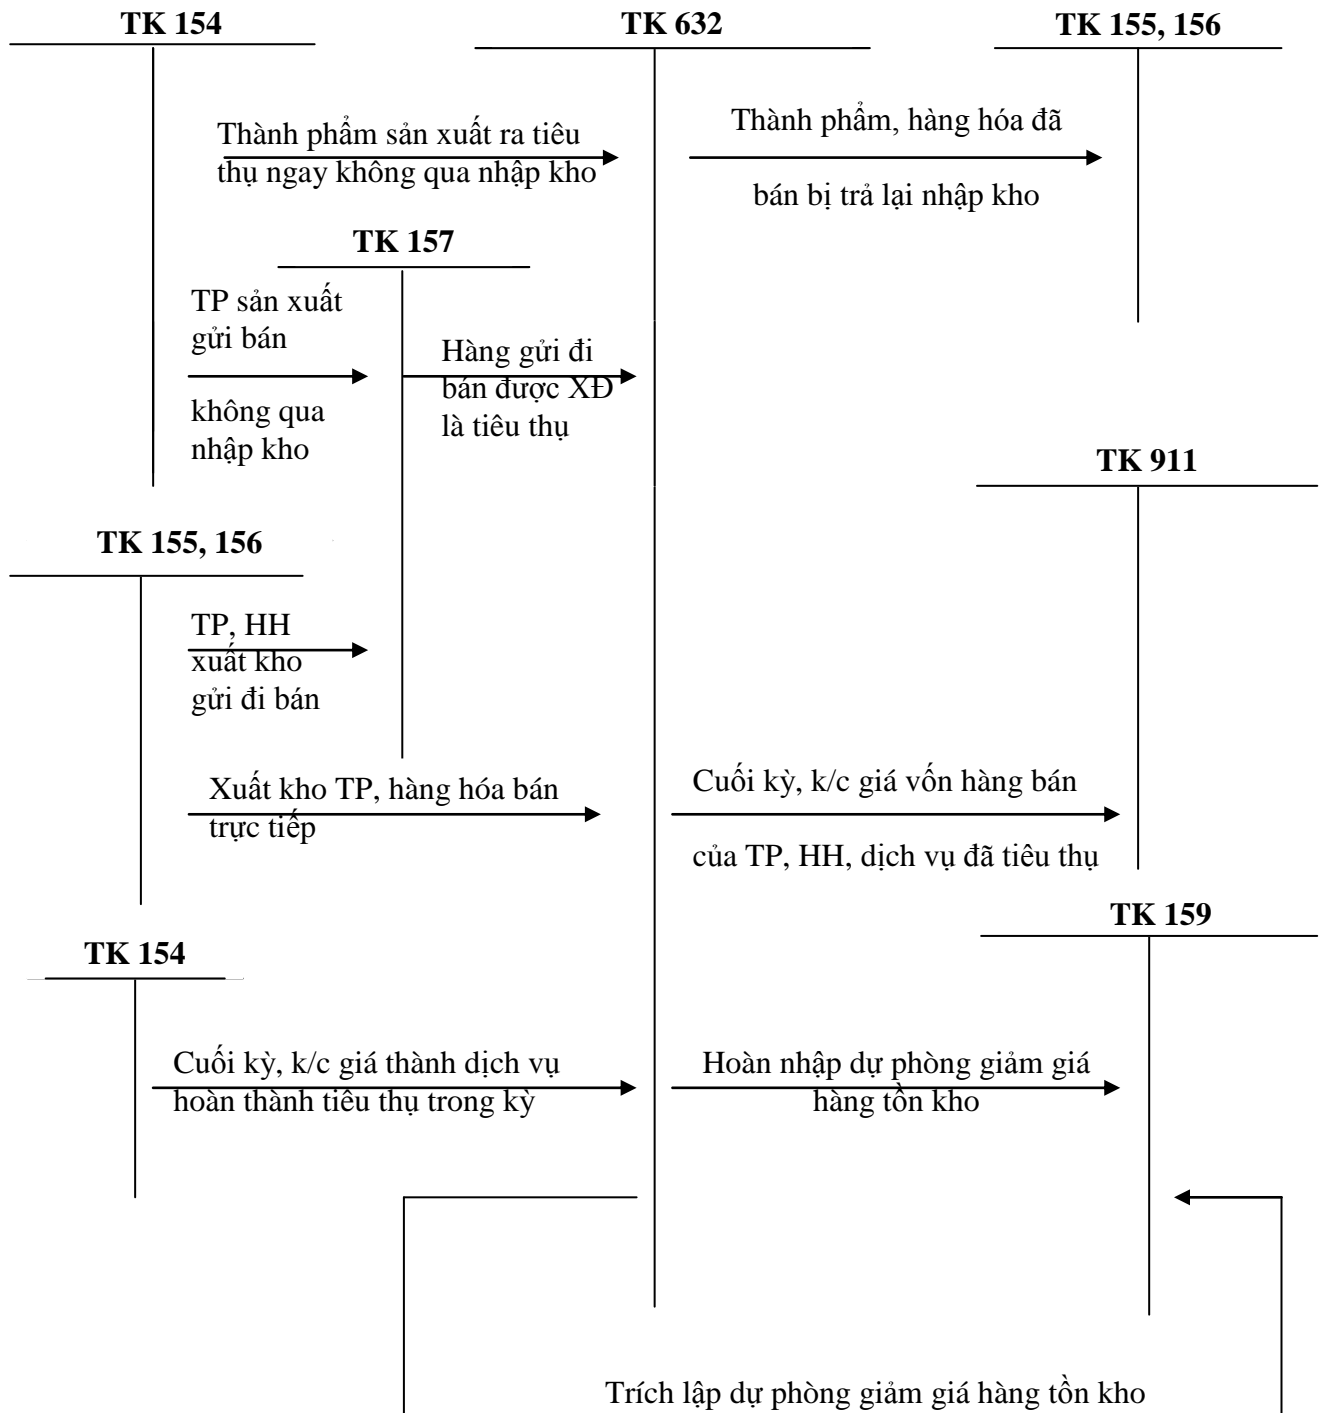 TK 154
TK 632
TK 155, 156
Thành phẩm sản xuất ra tiêu
thụ ngay không qua nhập kho
Thành phẩm, hàng hóa đã
bán bị trả lại nhập kho
TK 157
TP sản xuất
gửi bán
không qua
nhập kho
Hàng gửi đi
bán được XĐ
là tiêu thụ
TK 911
TK 155, 156
TP, HH
xuất kho
gửi đi bán
Xuất kho TP, hàng hóa bán
trực tiếp
Cuối kỳ, k/c giá vốn hàng bán
của TP, HH, dịch vụ đã tiêu thụ
TK 159
TK 154
Cuối kỳ, k/c giá thành dịch vụ
hoàn thành tiêu thụ trong kỳ
Hoàn nhập dự phòng giảm giá
hàng tồn kho
Trích lập dự phòng giảm giá hàng tồn kho